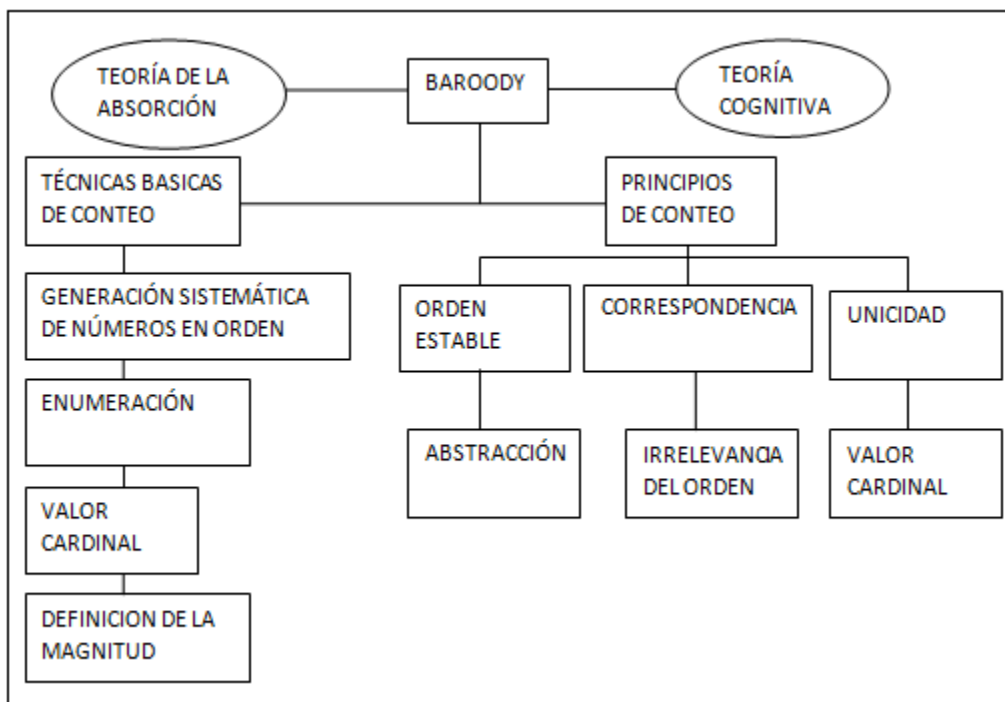 TEORÍA DE LA
ABSORCIÓN
BAROODY
TEORÍA
COGNITIVA
TÉCNICAS BASICAS
DE CONTEO
PRINCIPIOS
DE CONTEO
GENERACIÓN SISTEMÁTICA
DE NÚMEROS EN ORDEN
ORDEN
ESTABLE
CORRESPONDENCIA
UNICIDAD
ENUMERACIÓN
ABSTRACCIÓN
IRRELEVANCIA
DEL ORDEN
VALOR
CARDINAL
VALOR
CARDINAL
DEFINICION DE LA
MAGNITUD